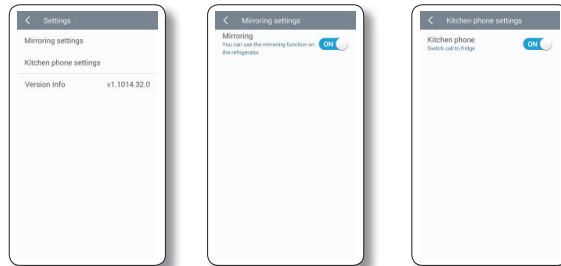 Settings
Mirroring settings
Kitchen phone settings
Version Info v1.1014.32.0
Mirroring settings
Mirroring
You can use the mirroring function on
the refrigerator.
ON
Kitchen phone settings
Kitchen phone
Switch call to fridge
ON